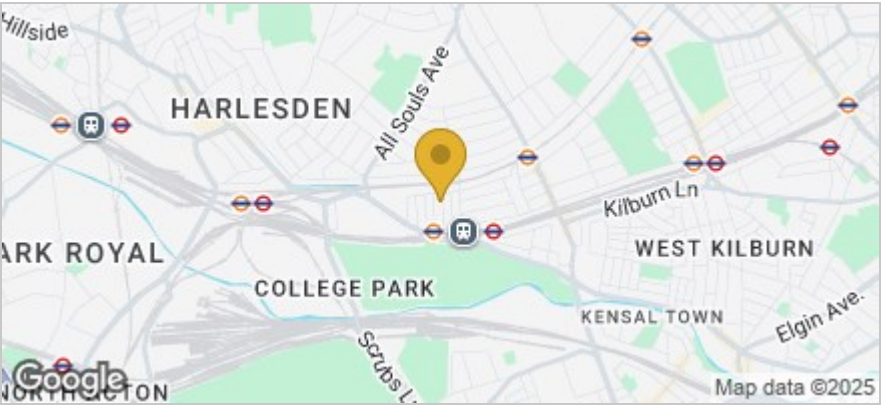 Hillside
HARLESDEN
All Souls Ave
Kilburn Ln
ARK ROYAL
WEST KILBURN
COLLEGE PARK
KENSAL TOWN
Elgin Ave.
Scrubs L
NORTH ACTON
Google
Map data ©2025